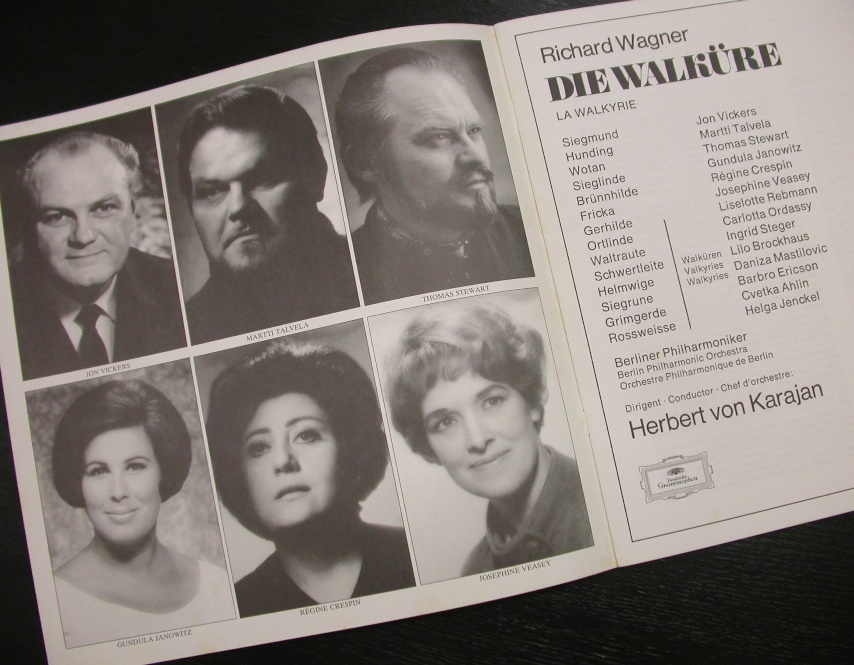 JON VICKERS
MARTTI TALVELA
THOMAS STEWART
GUNDULA JANOWITZ
RÉGINE CRESPIN
JOSEPHINE VEASEY
Richard Wagner
DIE WALKÜRE
LA WALKYRIE
Siegmund Jon Vickers
Hunding Martti Talvela
Wotan Thomas Stewart
Sieglinde Gundula Janowitz
Brünnhilde Régine Crespin
Fricka Josephine Veasey
Gerhilde Liselotte Rebmann
Ortlinde Carlotta Ordassy
Waltraute Ingrid Steger
Schwertleite Lilo Brockhaus
Helmwige Daniza Mastilovic
Siegrune Barbro Ericson
Grimgerde Cvetka Ahlin
Rossweisse Helga Jenckel
Walküren
Valkyries
Walkyries
Berliner Philharmoniker
Berlin Philharmonic Orchestra
Orchestre Philharmonique de Berlin
Dirigent · Conductor · Chef d'orchestre:
Herbert von Karajan
Deutsche
Grammophon